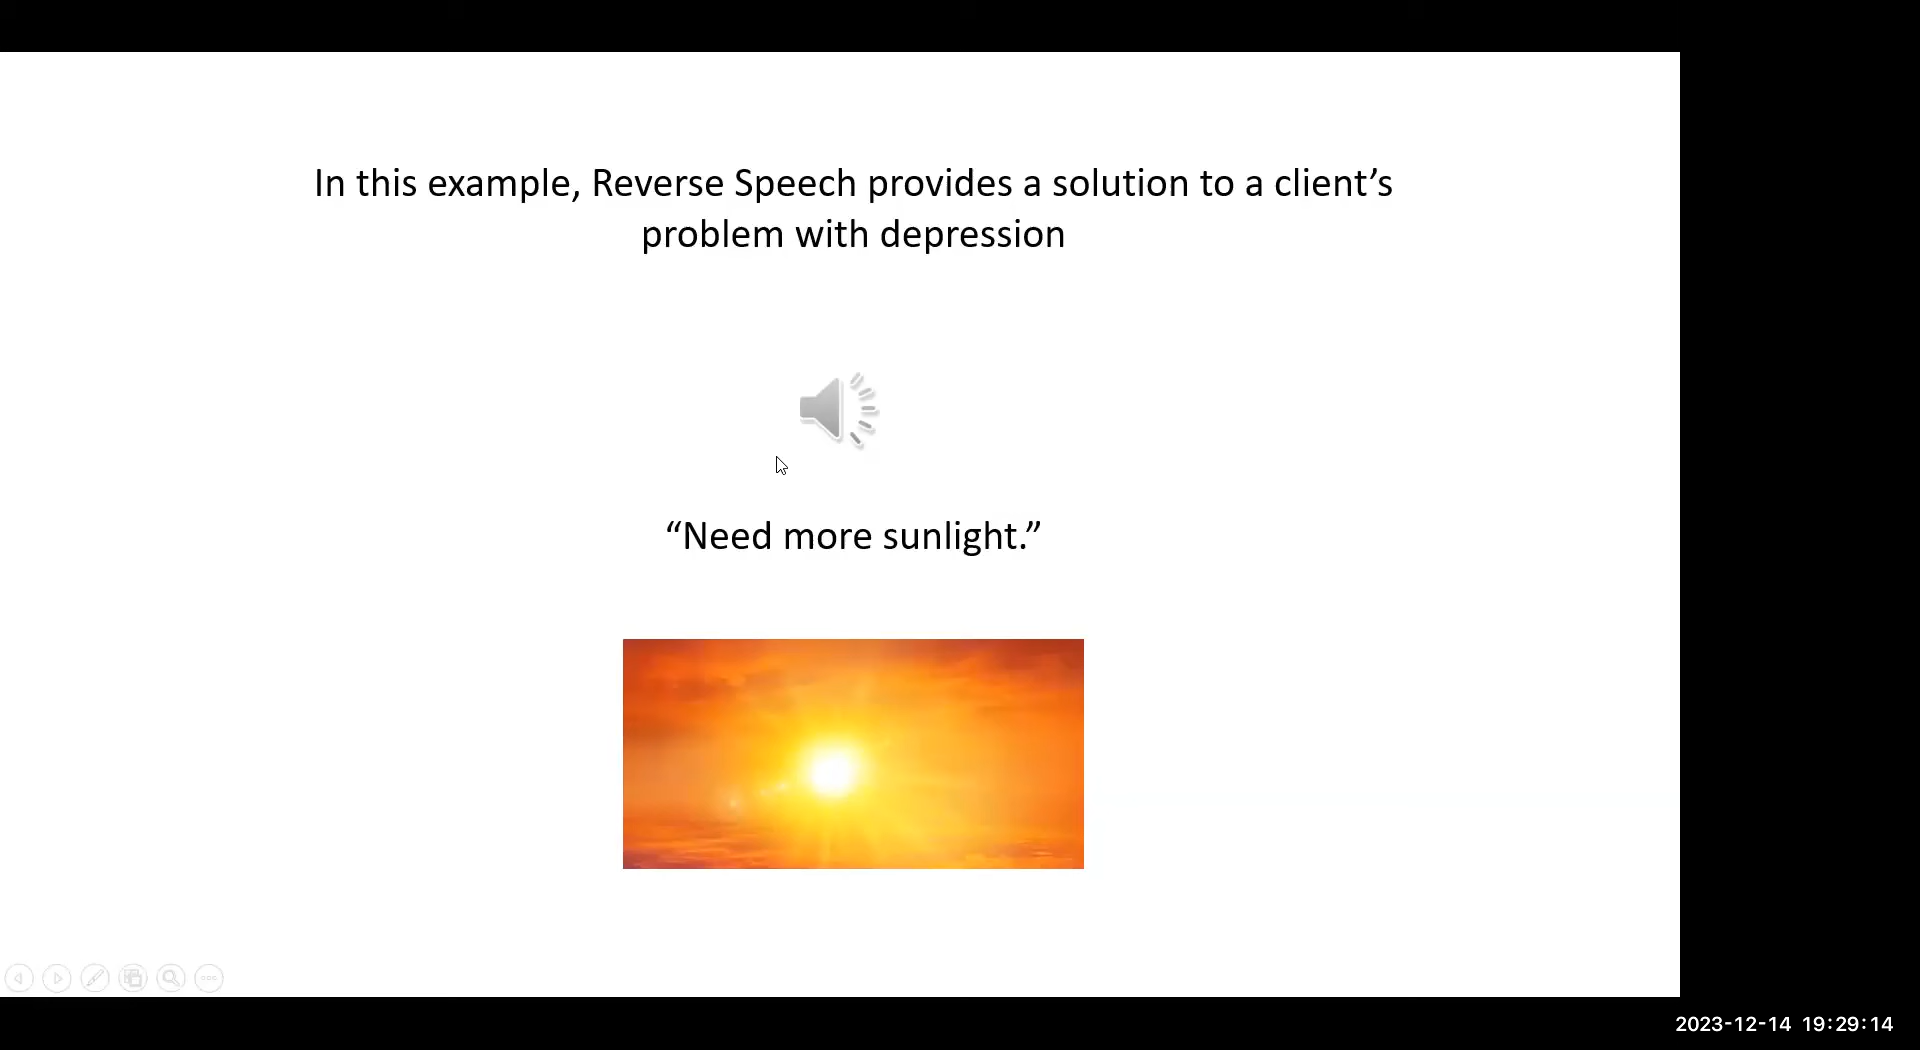 In this example, Reverse Speech provides a solution to a client’s
problem with depression
“Need more sunlight.”
2023-12-14 19:29:14